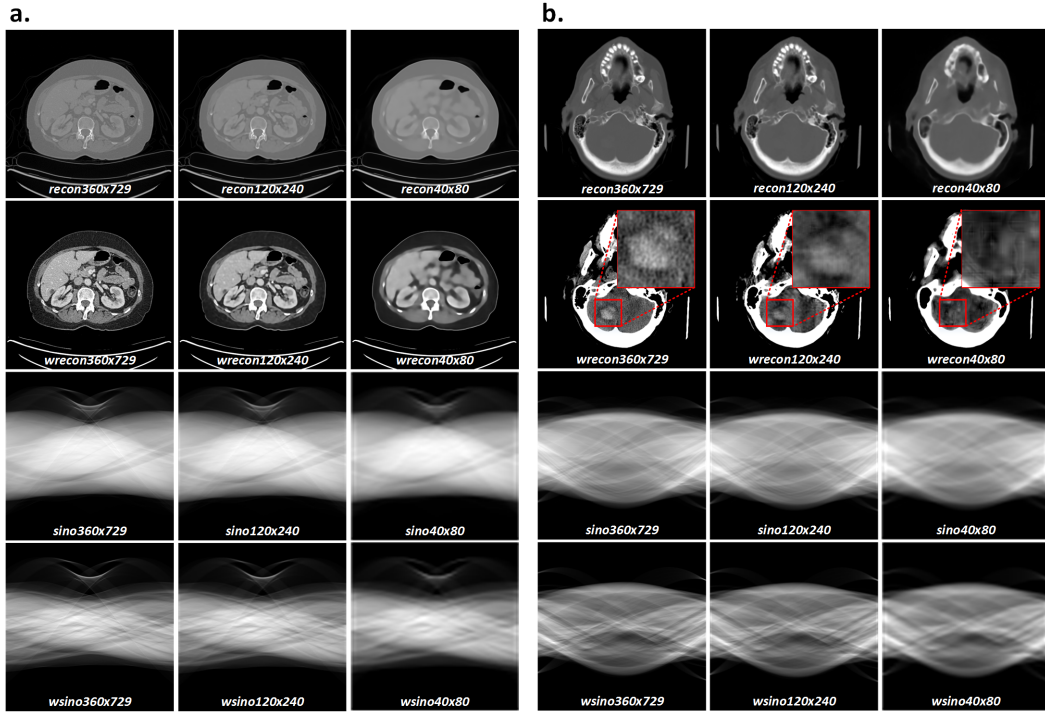 a.
b.
recon360x729
recon120x240
recon40x80
recon360x729
recon120x240
recon40x80
wrecon360x729
wrecon120x240
wrecon40x80
wrecon360x729
wrecon120x240
wrecon40x80
sino360x729
sino120x240
sino40x80
sino360x729
sino120x240
sino40x80
wsino360x729
wsino120x240
wsino40x80
wsino360x729
wsino120x240
wsino40x80